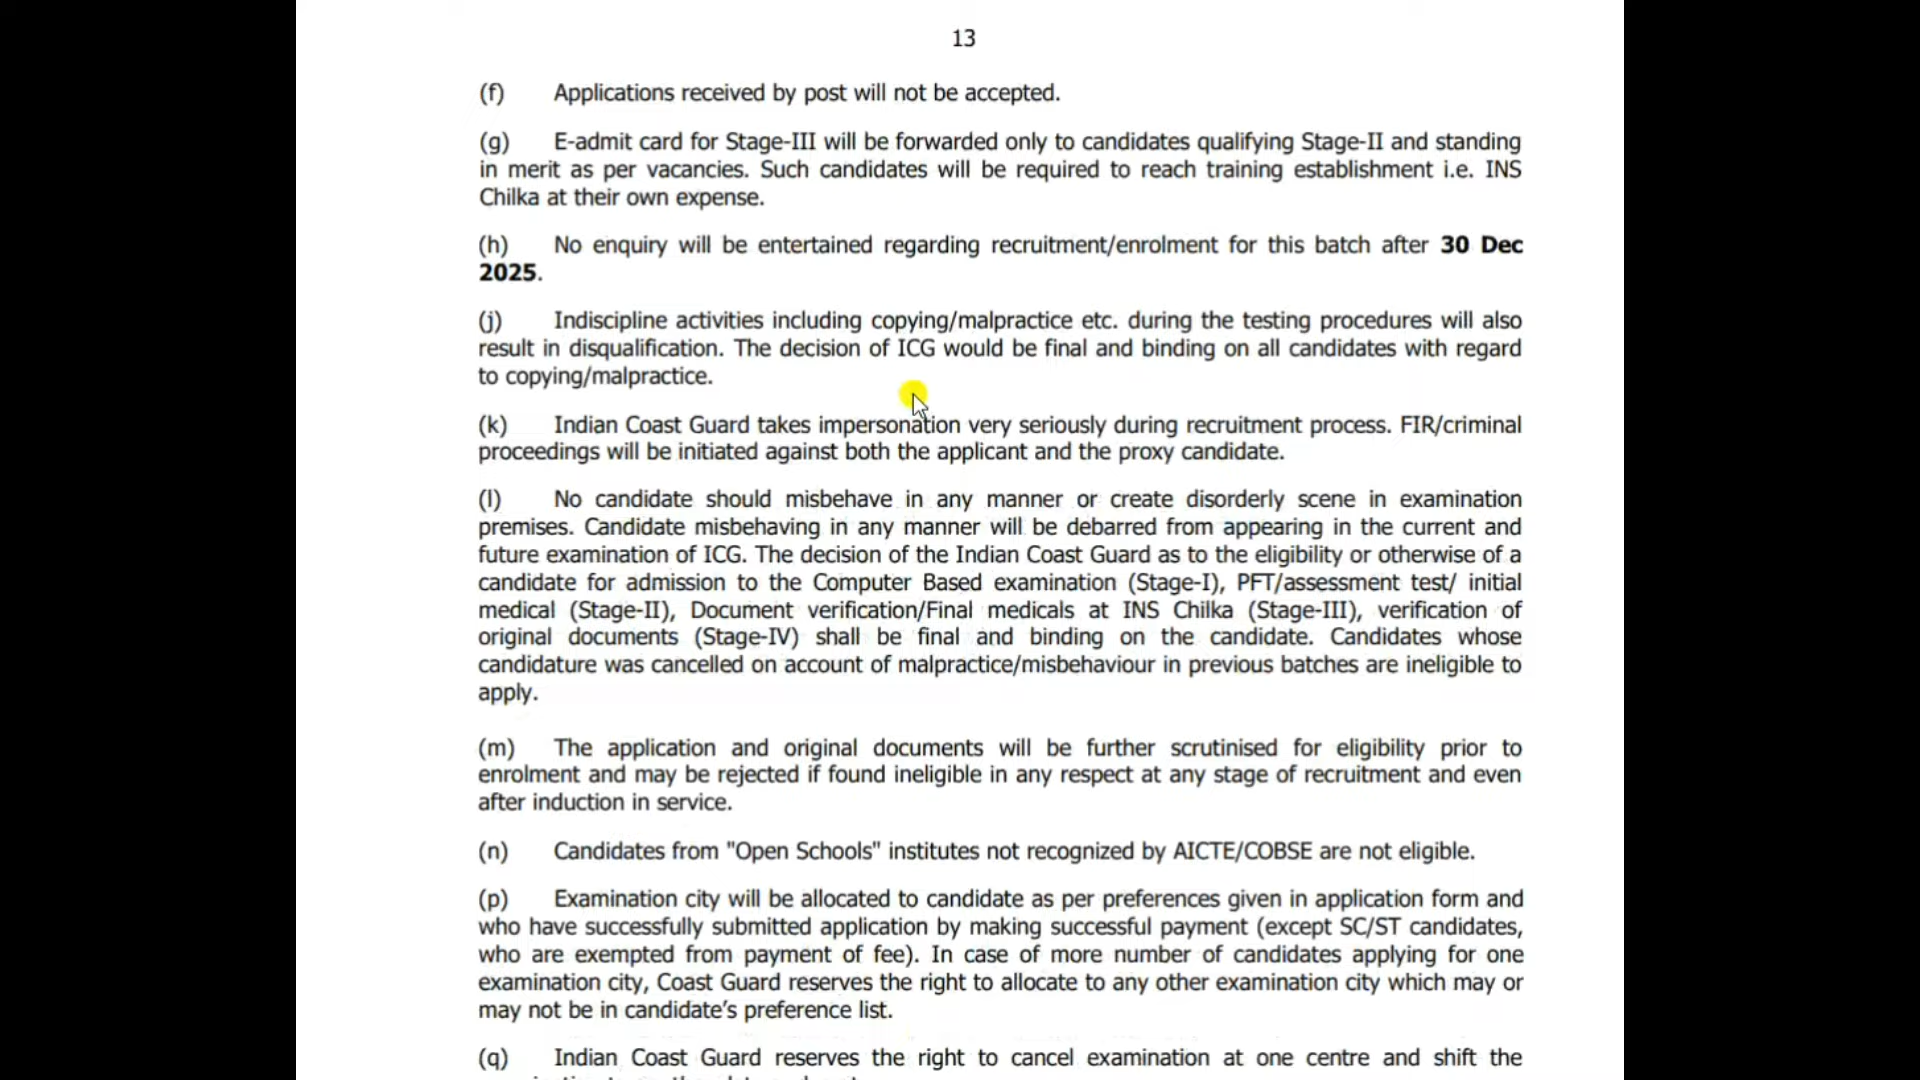 13
(f) Applications received by post will not be accepted.
(g) E-admit card for Stage-III will be forwarded only to candidates qualifying Stage-II and standing
in merit as per vacancies. Such candidates will be required to reach training establishment i.e. INS
Chilka at their own expense.
(h) No enquiry will be entertained regarding recruitment/enrolment for this batch after 30 Dec
2025.
(j) Indiscipline activities including copying/malpractice etc. during the testing procedures will also
result in disqualification. The decision of ICG would be final and binding on all candidates with regard
to copying/malpractice.
(k) Indian Coast Guard takes impersonation very seriously during recruitment process. FIR/criminal
proceedings will be initiated against both the applicant and the proxy candidate.
(l) No candidate should misbehave in any manner or create disorderly scene in examination
premises. Candidate misbehaving in any manner will be debarred from appearing in the current and
future examination of ICG. The decision of the Indian Coast Guard as to the eligibility or otherwise of a
candidate for admission to the Computer Based examination (Stage-I), PFT/assessment test/ initial
medical (Stage-II), Document verification/Final medicals at INS Chilka (Stage-III), verification of
original documents (Stage-IV) shall be final and binding on the candidate. Candidates whose
candidature was cancelled on account of malpractice/misbehaviour in previous batches are ineligible to
apply.
(m) The application and original documents will be further scrutinised for eligibility prior to
enrolment and may be rejected if found ineligible in any respect at any stage of recruitment and even
after induction in service.
(n) Candidates from "Open Schools" institutes not recognized by AICTE/COBSE are not eligible.
(p) Examination city will be allocated to candidate as per preferences given in application form and
who have successfully submitted application by making successful payment (except SC/ST candidates,
who are exempted from payment of fee). In case of more number of candidates applying for one
examination city, Coast Guard reserves the right to allocate to any other examination city which may or
may not be in candidate's preference list.
(q) Indian Coast Guard reserves the right to cancel examination at one centre and shift the